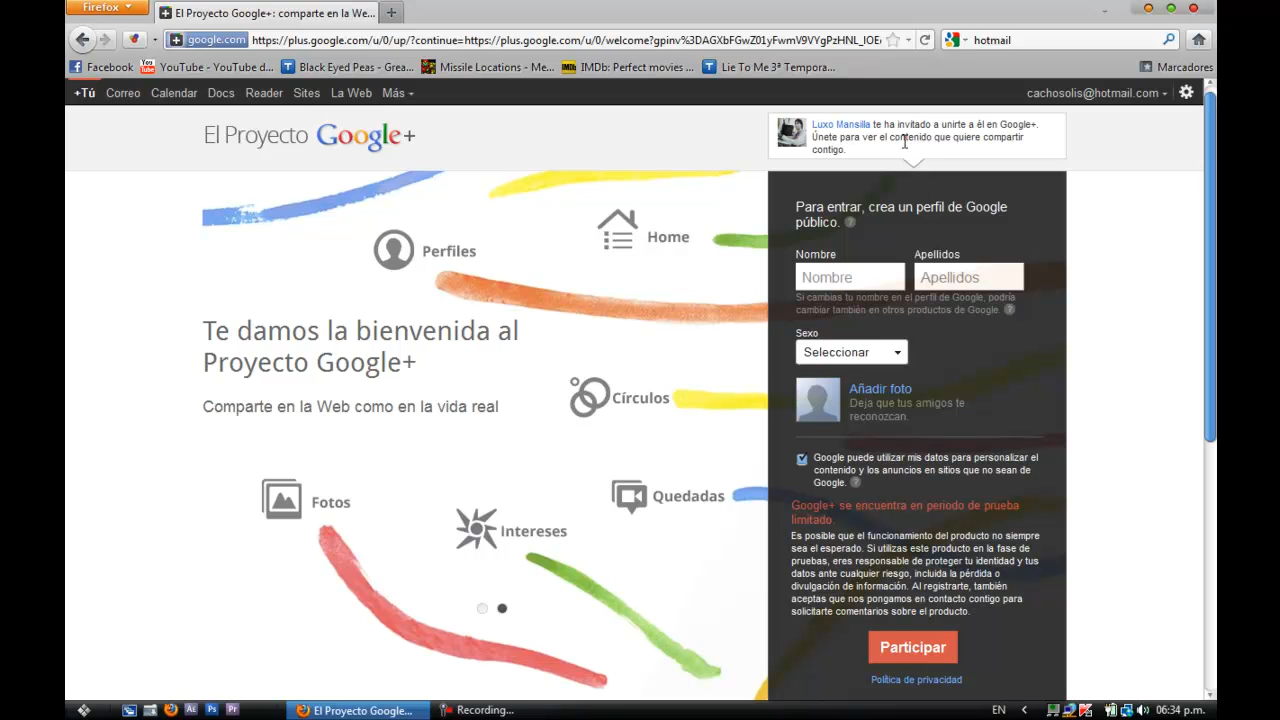 Firefox
El Proyecto Google+: comparte en la We...
google.com https://plus.google.com/u/0/up/?continue=https://plus.google.com/u/0/welcome?gpinv%3DAGXbFGwZ01yFwmV9VYgPzHNL_lOE
hotmail
Facebook
YouTube - YouTube d...
Black Eyed Peas - Grea...
Missile Locations - Me...
IMDb: Perfect movies ...
Lie To Me 3ª Tempora...
Marcadores
+Tú Correo Calendar Docs Reader Sites La Web Más
cachosolis@hotmail.com
El Proyecto Google+
Luxo Mansilla te ha invitado a unirte a él en Google+.
Únete para ver el contenido que quiere compartir
contigo.
Perfiles
Home
Te damos la bienvenida al
Proyecto Google+
Comparte en la Web como en la vida real
Círculos
Fotos
Intereses
Quedadas
Para entrar, crea un perfil de Google
público.
Nombre Apellidos
Nombre Apellidos
Si cambias tu nombre en el perfil de Google, podría
cambiar también en otros productos de Google.
Sexo
Seleccionar
Añadir foto
Deja que tus amigos te
reconozcan.
Google puede utilizar mis datos para personalizar el
contenido y los anuncios en sitios que no sean de
Google.
Google+ se encuentra en periodo de prueba
limitado.
Es posible que el funcionamiento del producto no siempre
sea el esperado. Si utilizas este producto en la fase de
pruebas, eres responsable de proteger tu identidad y tus
datos ante cualquier riesgo, incluida la pérdida o
divulgación de información. Al registrarte, también
aceptas que nos pongamos en contacto contigo para
solicitarte comentarios sobre el producto.
Participar
Política de privacidad
Ae Ps Pr
El Proyecto Google...
Recording...
EN
06:34 p.m.